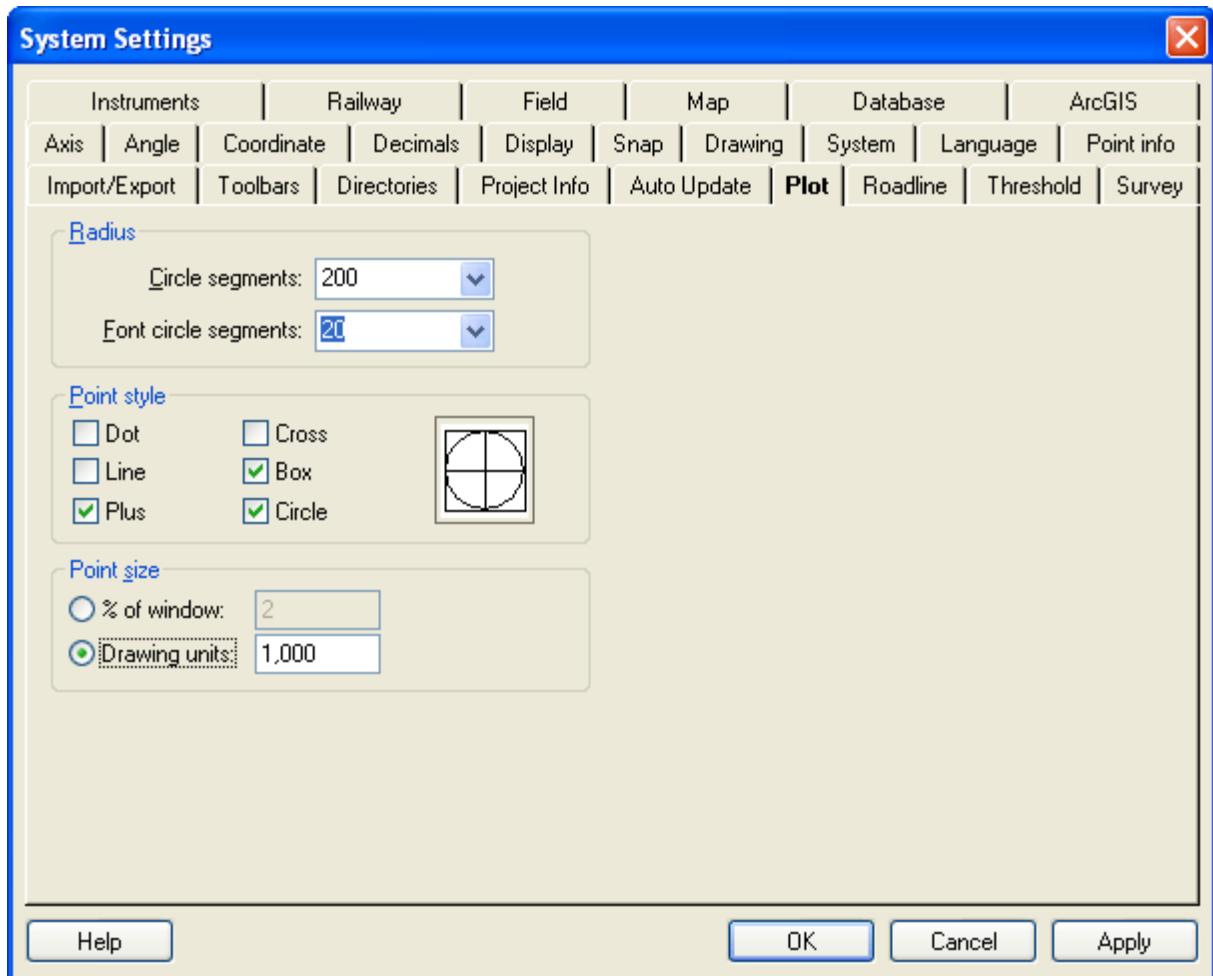 System Settings
Instruments Railway Field Map Database ArcGIS
Axis Angle Coordinate Decimals Display Snap Drawing System Language Point info
Import/Export Toolbars Directories Project Info Auto Update Plot Roadline Threshold Survey
Radius
Circle segments: 200
Font circle segments: 20
Point style
Dot Cross
Line Box
Plus Circle
Point size
% of window: 2
Drawing units: 1,000
Help OK Cancel Apply